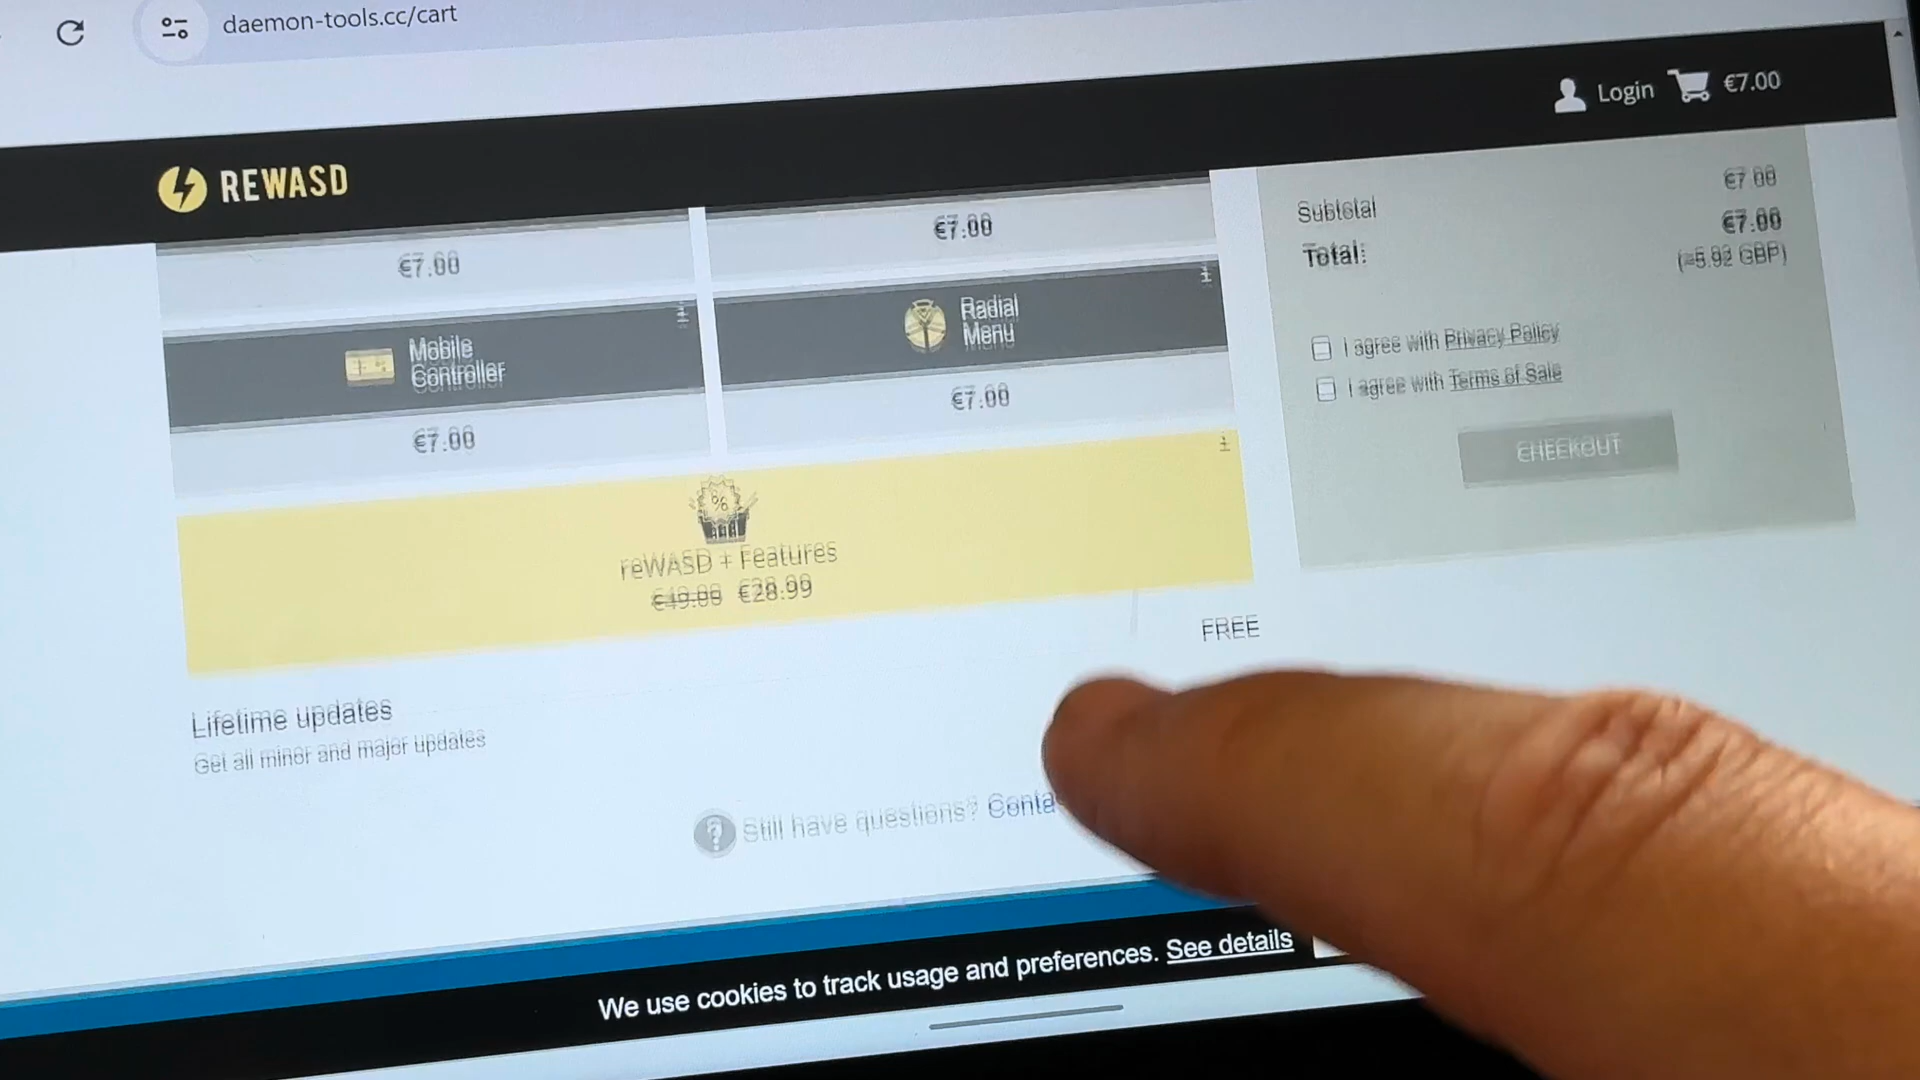 daemon-tools.cc/cart
Login €7.00
REWASD
€7.00
€7.00
Mobile
Controller
Radial
Menu
€7.00
€7.00
%
reWASD + Features
€49.00 €28.99
FREE
Lifetime updates
Get all minor and major updates
Still have questions? Conta
€7.00
Subtotal
€7.00
Total:
(≈5.92 GBP)
I agree with Privacy Policy
I agree with Terms of Sale
CHECKOUT
We use cookies to track usage and preferences. See details